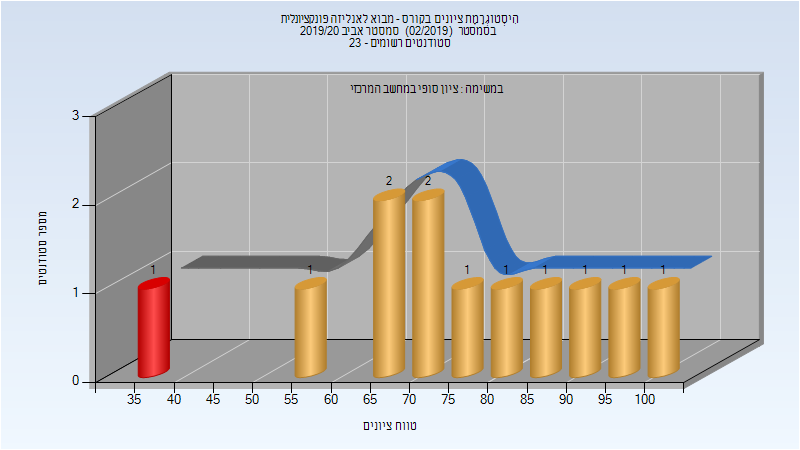 הִיסְטוֹגְרַמַּת ציונים בקורס - מבוא לאנליזה פונקציונלית
בסמסטר (02/2019) סמסטר אביב 2019/20
סטודנטים רשומים - 23
במשימה : ציון סופי במחשב המרכזי
מספר סטודנטים
3
2
1
0
1 1 2 2 1 1 1 1 1 1
35 40 45 50 55 60 65 70 75 80 85 90 95 100
טווח ציונים